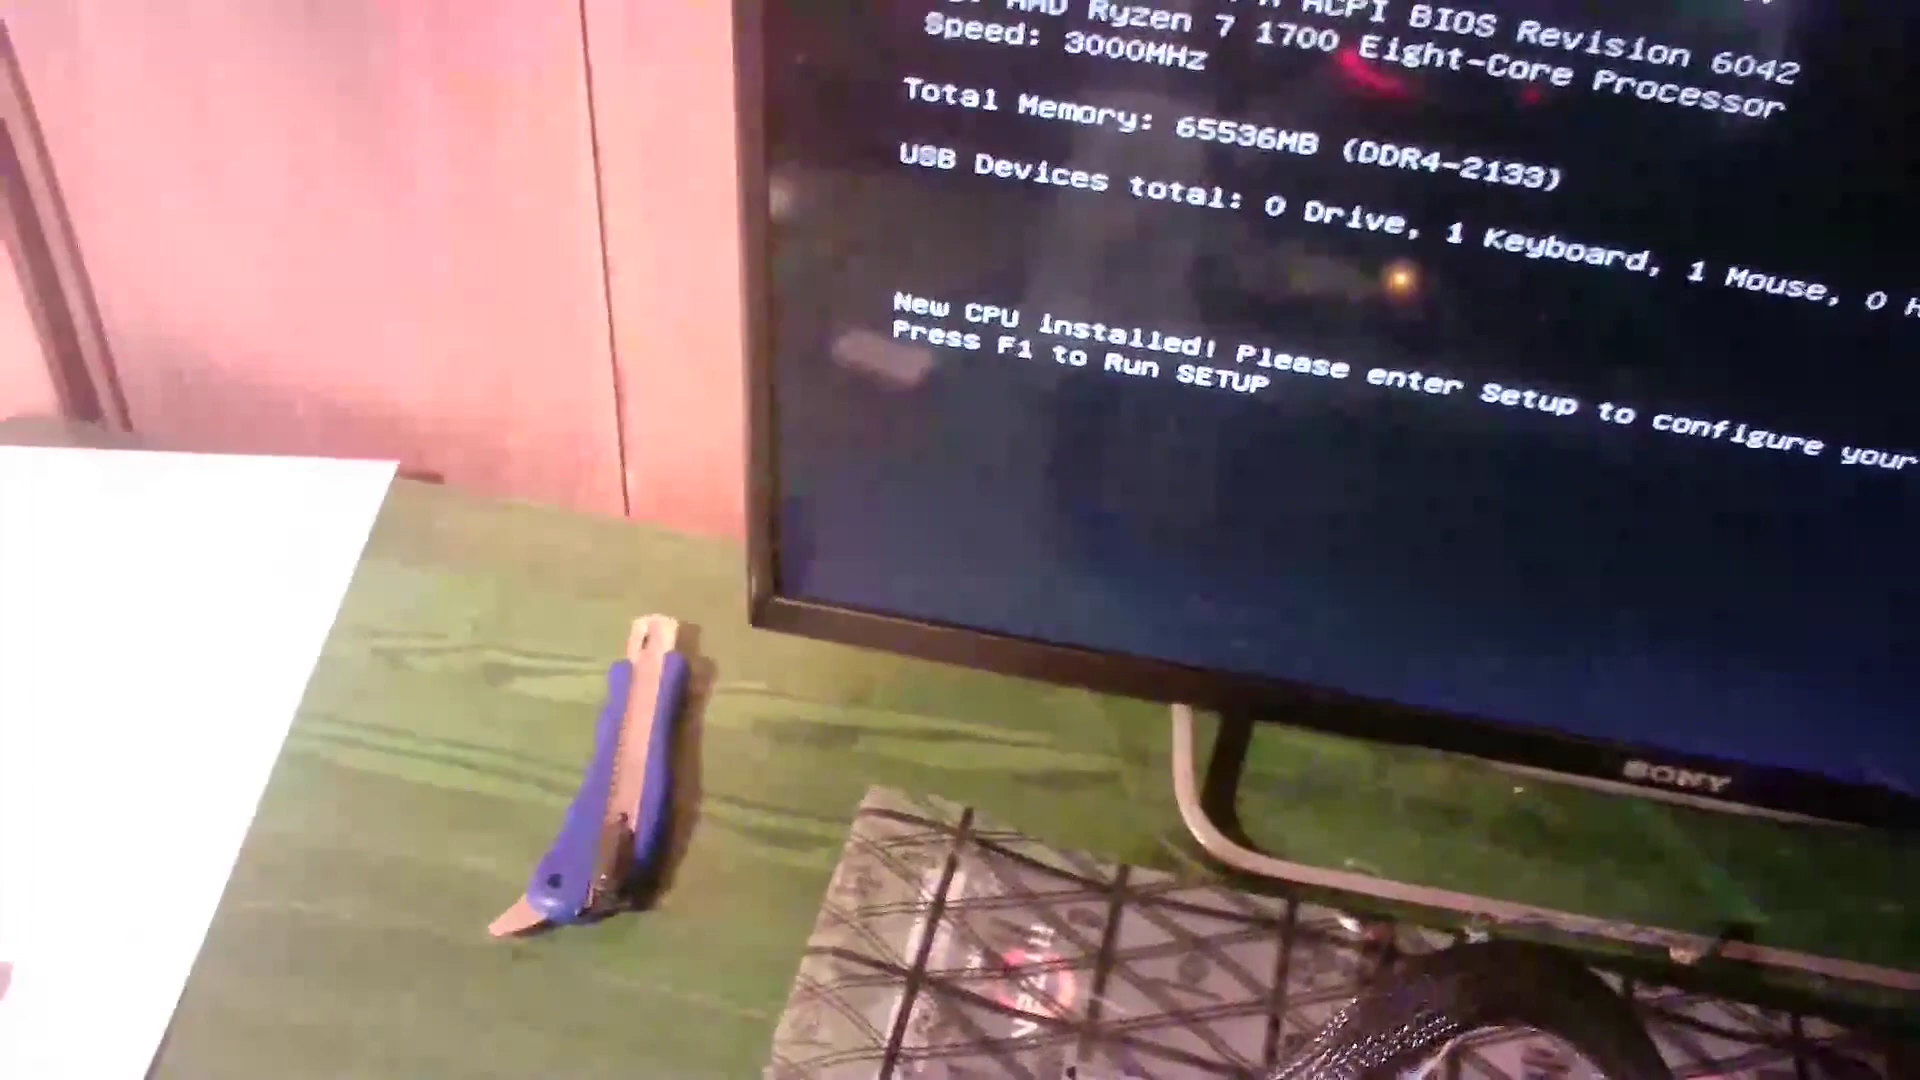 ACPI BIOS Revision 6042
AMD Ryzen 7 1700 Eight-Core Processor
Speed: 3000MHz
Total Memory: 65536MB (DDR4-2133)
USB Devices total: 0 Drive, 1 Keyboard, 1 Mouse, 0
New CPU installed! Please enter Setup to configure your
Press F1 to Run SETUP
SONY